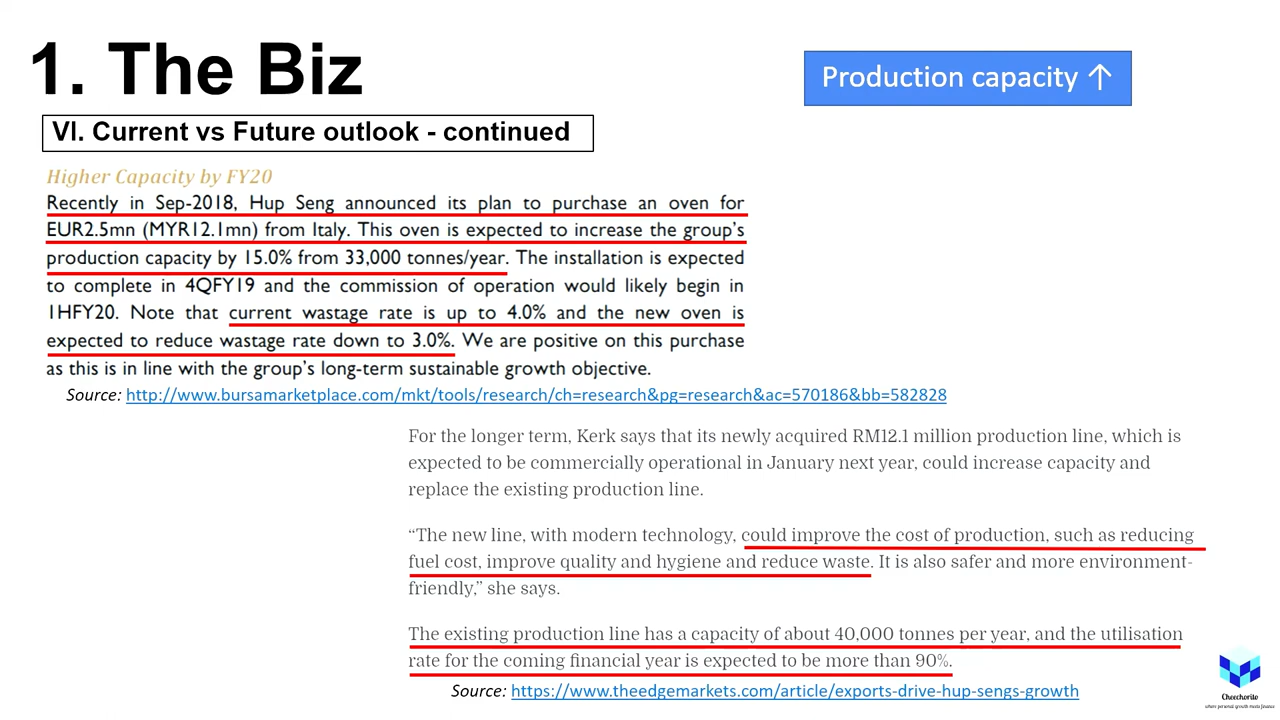 1. The Biz
Production capacity ↑
VI. Current vs Future outlook - continued
Higher Capacity by FY20
Recently in Sep-2018, Hup Seng announced its plan to purchase an oven for
EUR2.5mn (MYR12.1mn) from Italy. This oven is expected to increase the group's
production capacity by 15.0% from 33,000 tonnes/year. The installation is expected
to complete in 4QFY19 and the commission of operation would likely begin in
1HFY20. Note that current wastage rate is up to 4.0% and the new oven is
expected to reduce wastage rate down to 3.0%. We are positive on this purchase
as this is in line with the group's long-term sustainable growth objective.
Source: http://www.bursamarketplace.com/mkt/tools/research/ch=research&pg=research&ac=570186&bb=582828
For the longer term, Kerk says that its newly acquired RM12.1 million production line, which is
expected to be commercially operational in January next year, could increase capacity and
replace the existing production line.
“The new line, with modern technology, could improve the cost of production, such as reducing
fuel cost, improve quality and hygiene and reduce waste. It is also safer and more environment-
friendly,” she says.
The existing production line has a capacity of about 40,000 tonnes per year, and the utilisation
rate for the coming financial year is expected to be more than 90%.
Source: https://www.theedgemarkets.com/article/exports-drive-hup-sengs-growth
Cheechorito
where personal growth meets finance